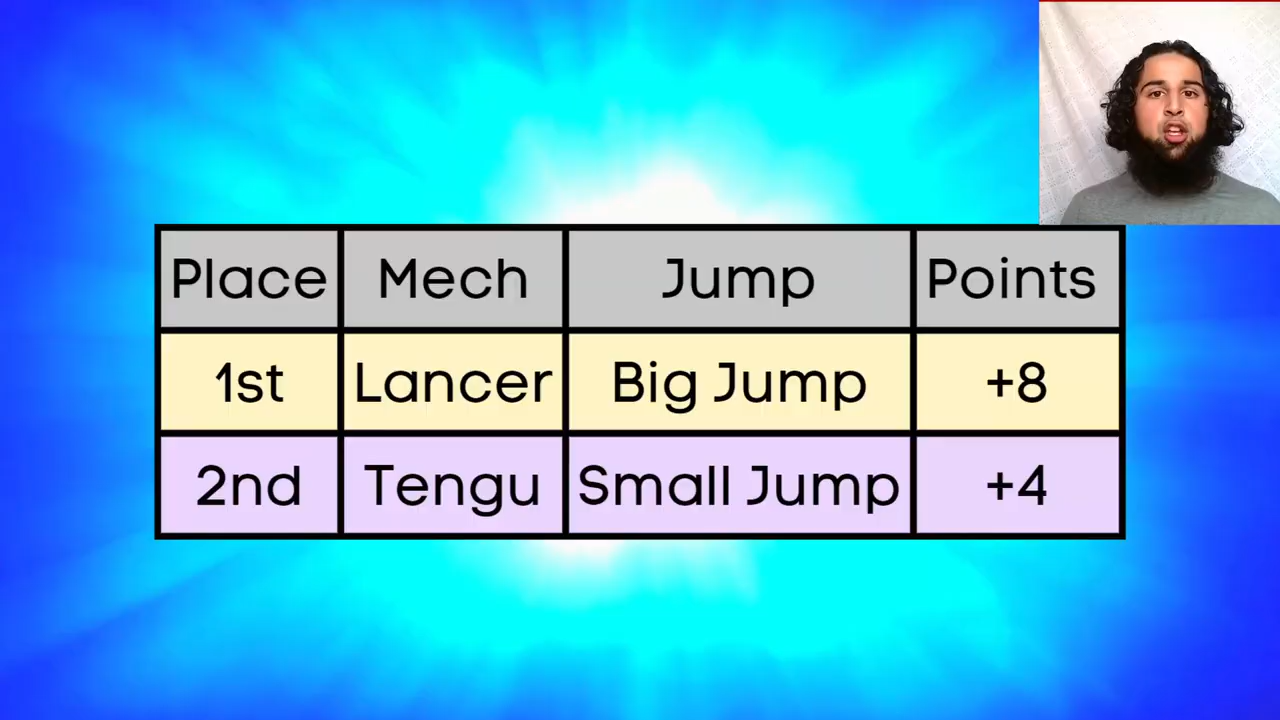 Place Mech Jump Points
1st Lancer Big Jump +8
2nd Tengu Small Jump +4